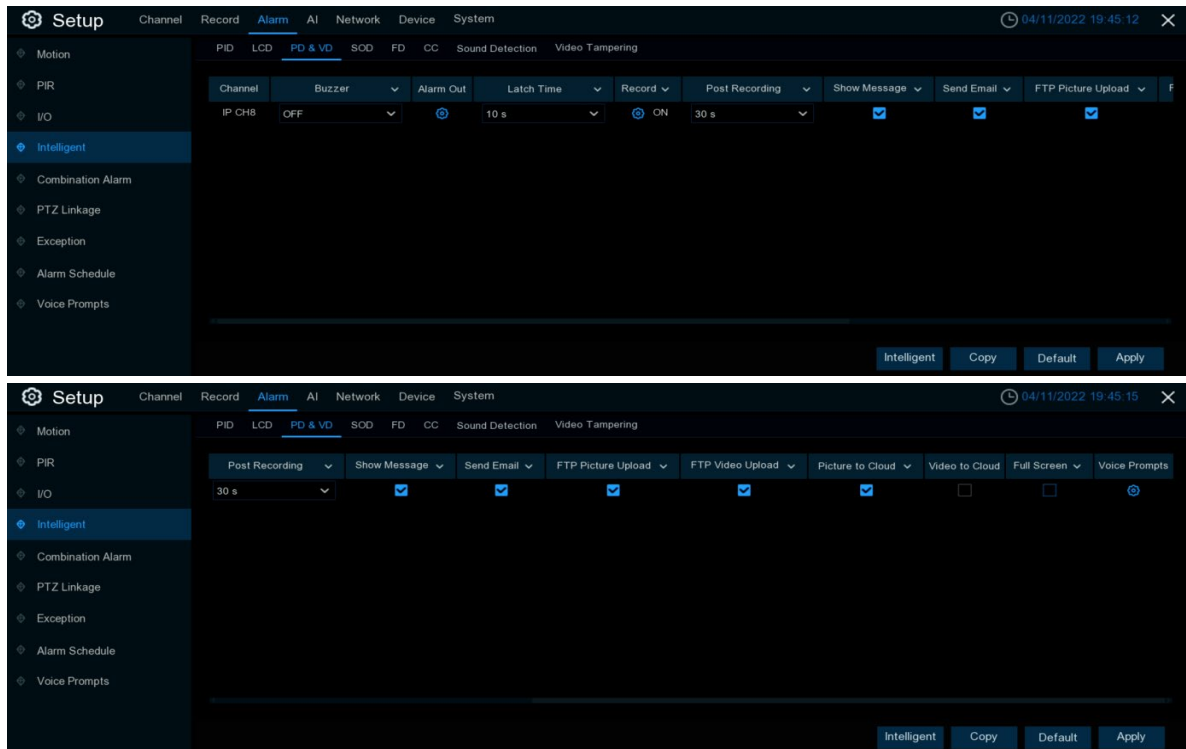 Setup Channel Record Alarm AI Network Device System 04/11/2022 19:45:12
Motion
PIR
I/O
Intelligent
Combination Alarm
PTZ Linkage
Exception
Alarm Schedule
Voice Prompts
PID LCD PD & VD SOD FD CC Sound Detection Video Tampering
Channel Buzzer Alarm Out Latch Time Record Post Recording Show Message Send Email FTP Picture Upload F
IP CH8 OFF 10 s ON 30 s
Intelligent Copy Default Apply
Setup Channel Record Alarm AI Network Device System 04/11/2022 19:45:15
Motion
PIR
I/O
Intelligent
Combination Alarm
PTZ Linkage
Exception
Alarm Schedule
Voice Prompts
PID LCD PD & VD SOD FD CC Sound Detection Video Tampering
Post Recording Show Message Send Email FTP Picture Upload FTP Video Upload Picture to Cloud Video to Cloud Full Screen Voice Prompts
30 s
Intelligent Copy Default Apply